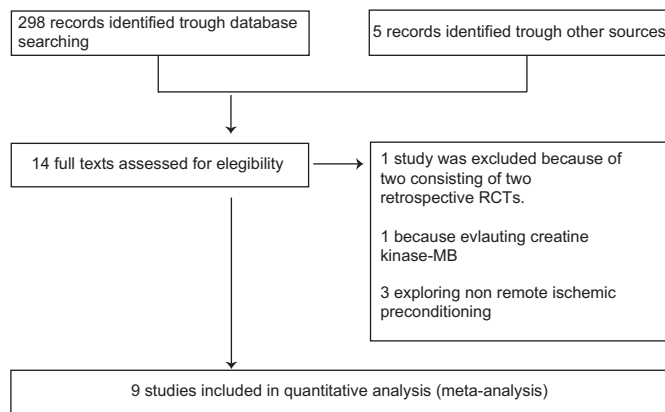 298 records identified trough database
searching
5 records identified trough other sources
14 full texts assessed for elegibility
1 study was excluded because of
two consisting of two
retrospective RCTs.
1 because evlauting creatine
kinase-MB
3 exploring non remote ischemic
preconditioning
9 studies included in quantitative analysis (meta-analysis)